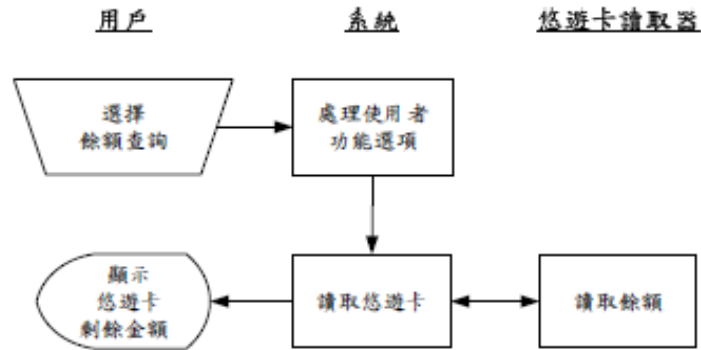 用戶
系統
悠遊卡讀取器
選擇
餘額查詢
處理使用者
功能選項
顯示
悠遊卡
剩餘金額
讀取悠遊卡
讀取餘額